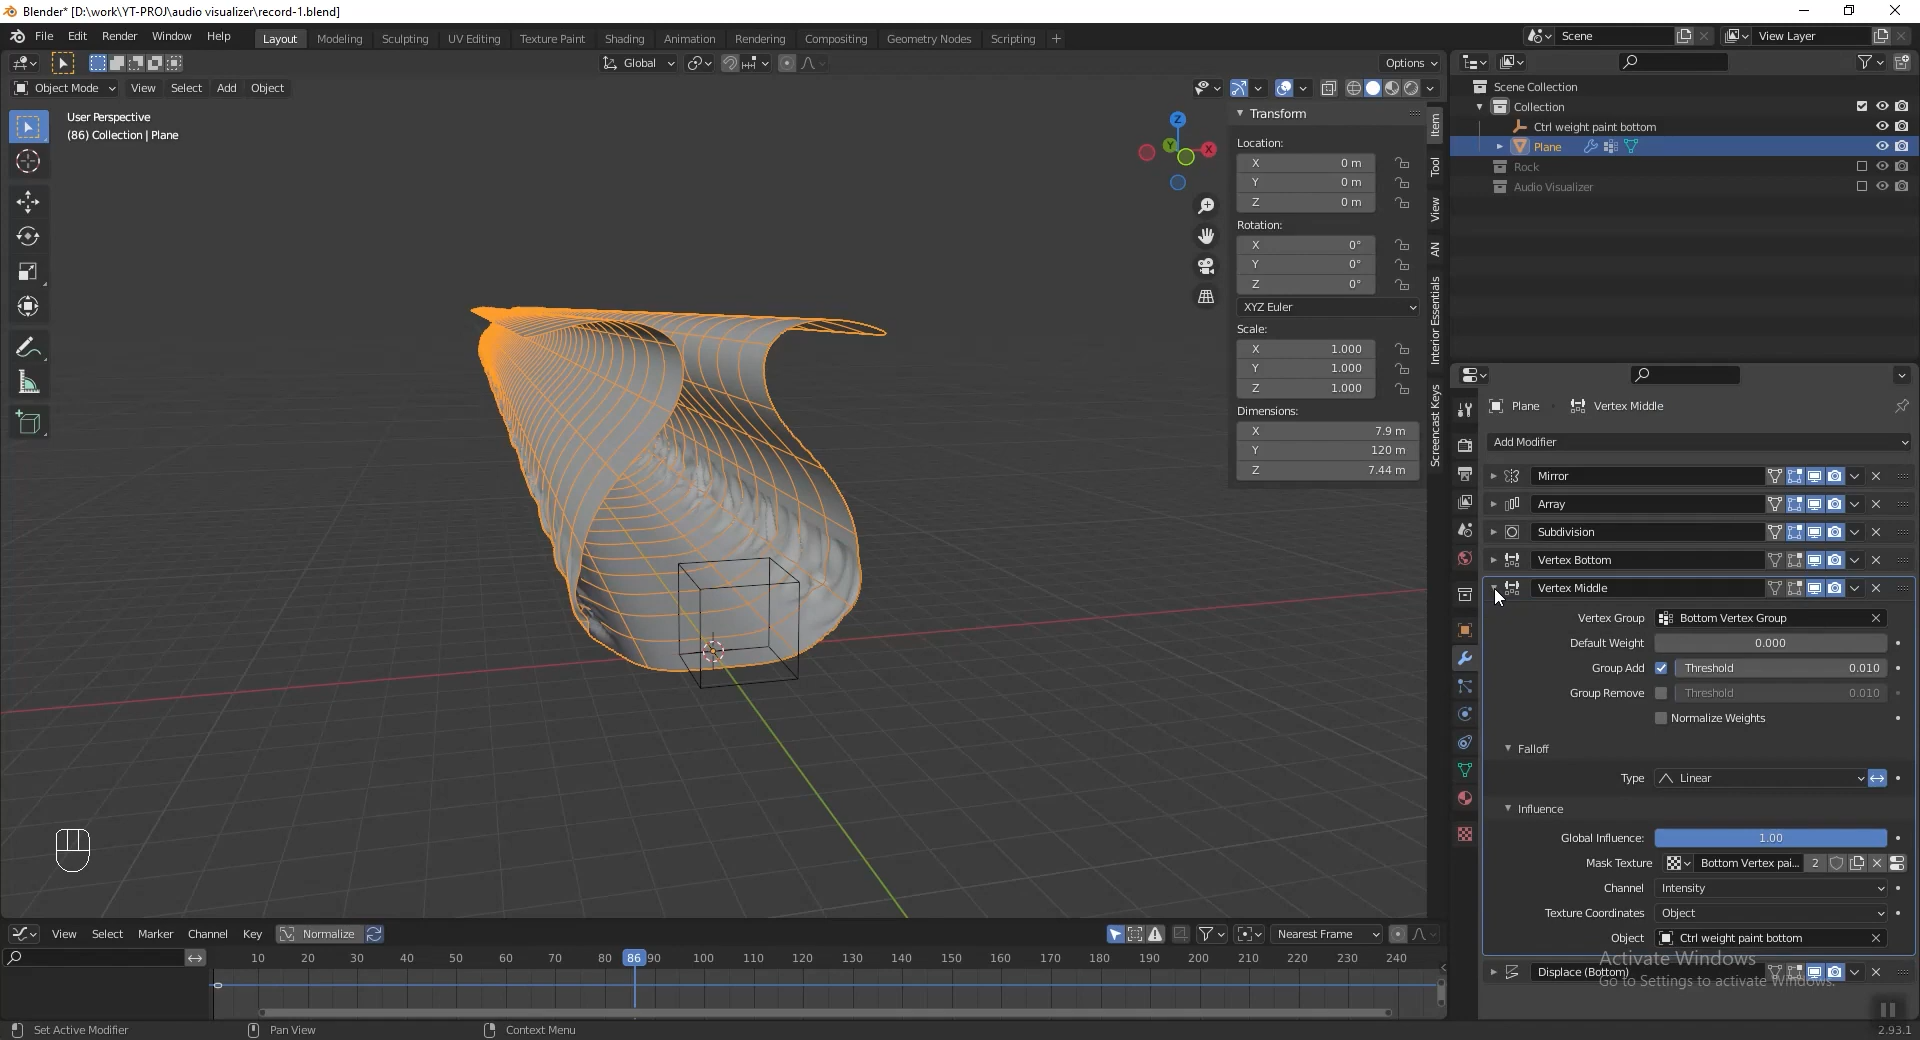 Blender* [D:\work\YT-PROJ\audio visualizer\record-1.blend]
File Edit Render Window Help Layout Modeling Sculpting UV Editing Texture Paint Shading Animation Rendering Compositing Geometry Nodes Scripting + Scene View Layer
Global Options
Object Mode View Select Add Object
User Perspective
(86) Collection | Plane
Z
Y
X
Transform
Location:
X 0 m
Y 0 m
Z 0 m
Rotation:
X 0°
Y 0°
Z 0°
XYZ Euler
Scale:
X 1.000
Y 1.000
Z 1.000
Dimensions:
X 7.9 m
Y 120 m
Z 7.44 m
Item
Tool
View
AN
Interior Essentials
Screencast Keys
Scene Collection
Collection
Ctrl weight paint bottom
Plane
Rock
Audio Visualizer
Plane Vertex Middle
Add Modifier
Mirror
Array
Subdivision
Vertex Bottom
Vertex Middle
Vertex Group Bottom Vertex Group
Default Weight 0.000
Group Add Threshold 0.010
Group Remove Threshold 0.010
Normalize Weights
Falloff
Type Linear
Influence
Global Influence: 1.00
Mask Texture Bottom Vertex pai... 2
Channel Intensity
Texture Coordinates Object
Object Ctrl weight paint bottom
Activate Windows
Displace (Bottom)
Go to Settings to activate Windows.
View Select Marker Channel Key Normalize Nearest Frame
10 20 30 40 50 60 70 80 86 90 100 110 120 130 140 150 160 170 180 190 200 210 220 230 240
Set Active Modifier Pan View Context Menu 2.93.1